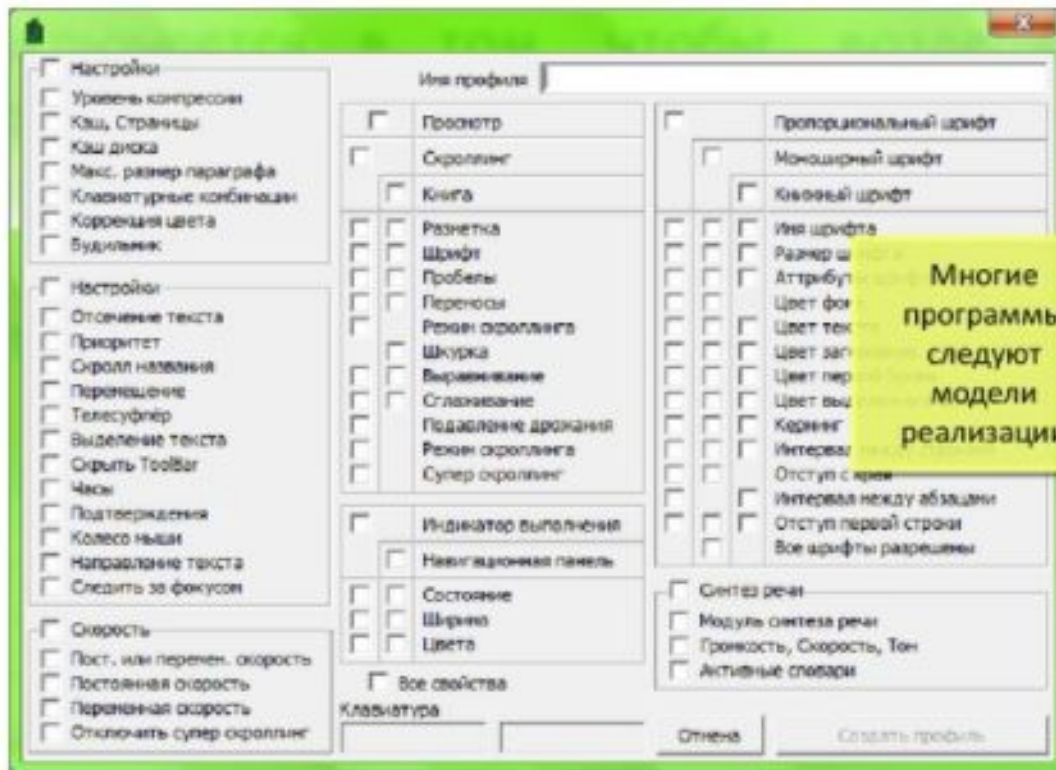 Настройки
Уровень компрессии
Кэш, Страницы
Кэш диска
Макс. размер параграфа
Клавиатурные комбинации
Коррекция цвета
Будильник
Настройки
Отсечение текста
Приоритет
Скролл названия
Перемещение
Телесуфлёр
Выделение текста
Скрыть ToolBar
Часы
Подтверждения
Колесо мыши
Направление текста
Следить за фокусом
Скорость
Пост. или перемен. скорость
Постоянная скорость
Переменная скорость
Отключить супер скроллинг
Имя профиля
Просмотр
Скроллинг
Книга
Разметка
Шрифт
Пробелы
Переносы
Режим скроллинга
Шкурка
Выравнивание
Сглаживание
Подавление дрожания
Режим скроллинга
Супер скроллинг
Индикатор выполнения
Навигационная панель
Состояние
Ширина
Цвета
Все свойства
Клавиатура
Пропорциональный шрифт
Моноширный шрифт
Книжный шрифт
Имя шрифта
Размер
Аттрибуты
Цвет
Цвет
Цвет
Цвет
Цвет
Кернинг
Интервал
Отступ с края
Интервал между абзацами
Отступ первой строки
Все шрифты разрешены
Синтез речи
Модуль синтеза речи
Громкость, Скорость, Тон
Активные словари
Отмена
Создать профиль
Многие
программы
следуют
модели
реализации